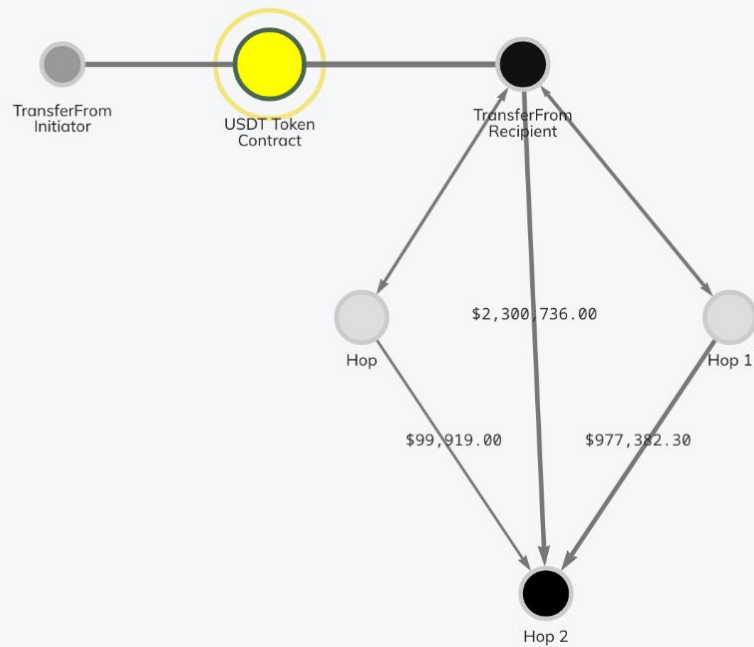 TransferFrom
Initiator
USDT Token
Contract
TransferFrom
Recipient
$2,300,736.00
Hop
Hop 1
$99,919.00
$977,382.30
Hop 2